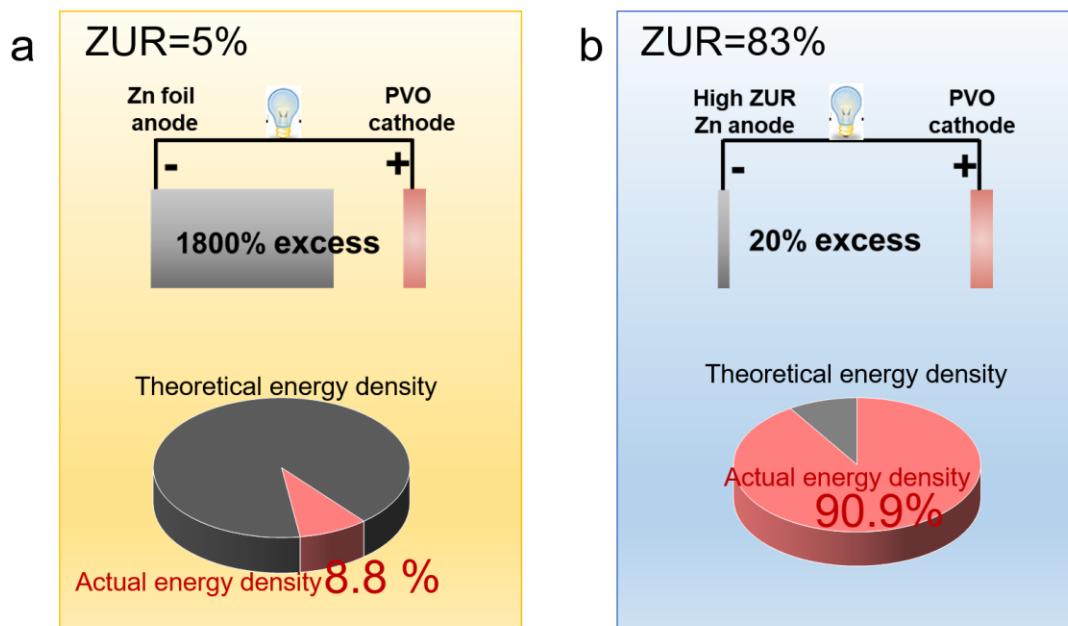 a
ZUR=5%
Zn foil
anode
PVO
cathode
-
+
1800% excess
Theoretical energy density
Actual energy density 8.8 %
b
ZUR=83%
High ZUR
Zn anode
PVO
cathode
-
+
20% excess
Theoretical energy density
Actual energy density
90.9%